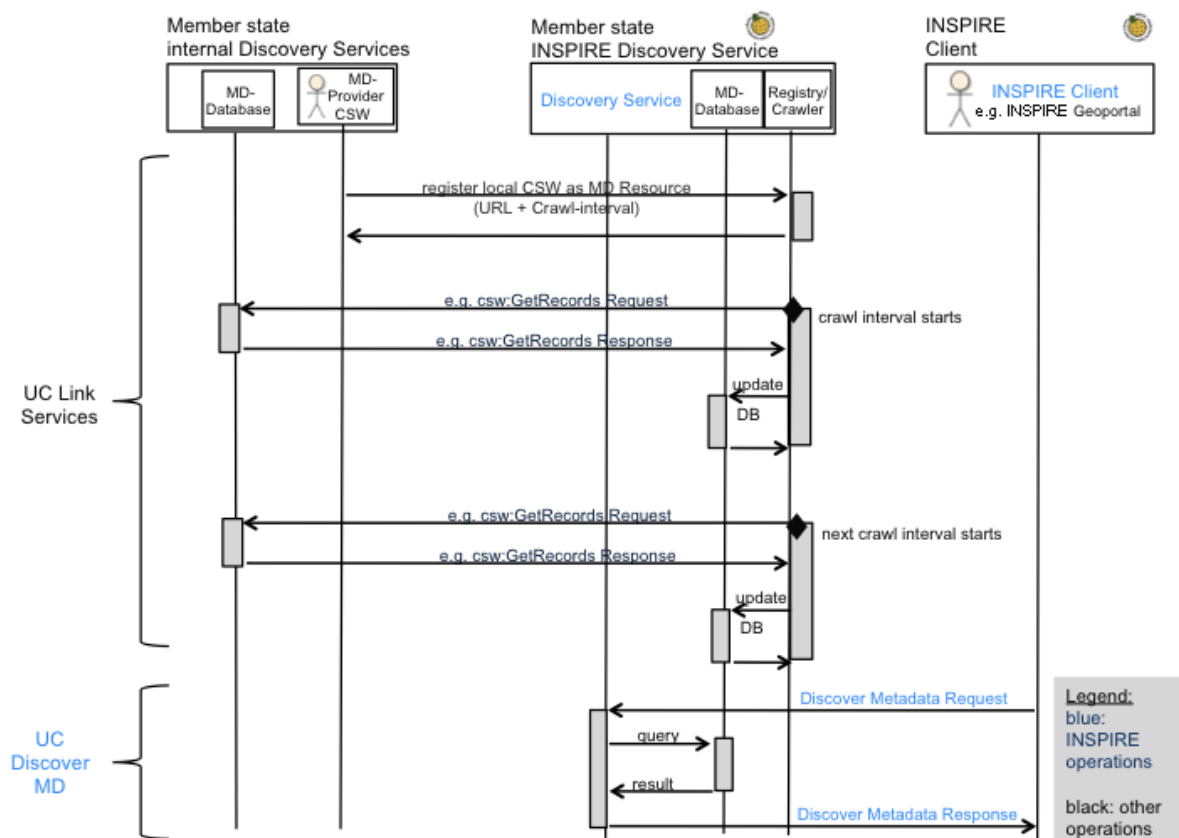 Member state
internal Discovery Services
Member state
INSPIRE Discovery Service
INSPIRE
Client
MD-
Database
MD-
Provider
CSW
Discovery Service
MD-
Database
Registry/
Crawler
INSPIRE Client
e.g. INSPIRE Geoportal
register local CSW as MD Resource
(URL + Crawl-interval)
e.g. csw:GetRecords Request
crawl interval starts
e.g. csw:GetRecords Response
update
DB
UC Link
Services
e.g. csw:GetRecords Request
next crawl interval starts
e.g. csw:GetRecords Response
update
DB
Discover Metadata Request
query
result
Discover Metadata Response
UC
Discover
MD
Legend:
blue:
INSPIRE
operations
black: other
operations